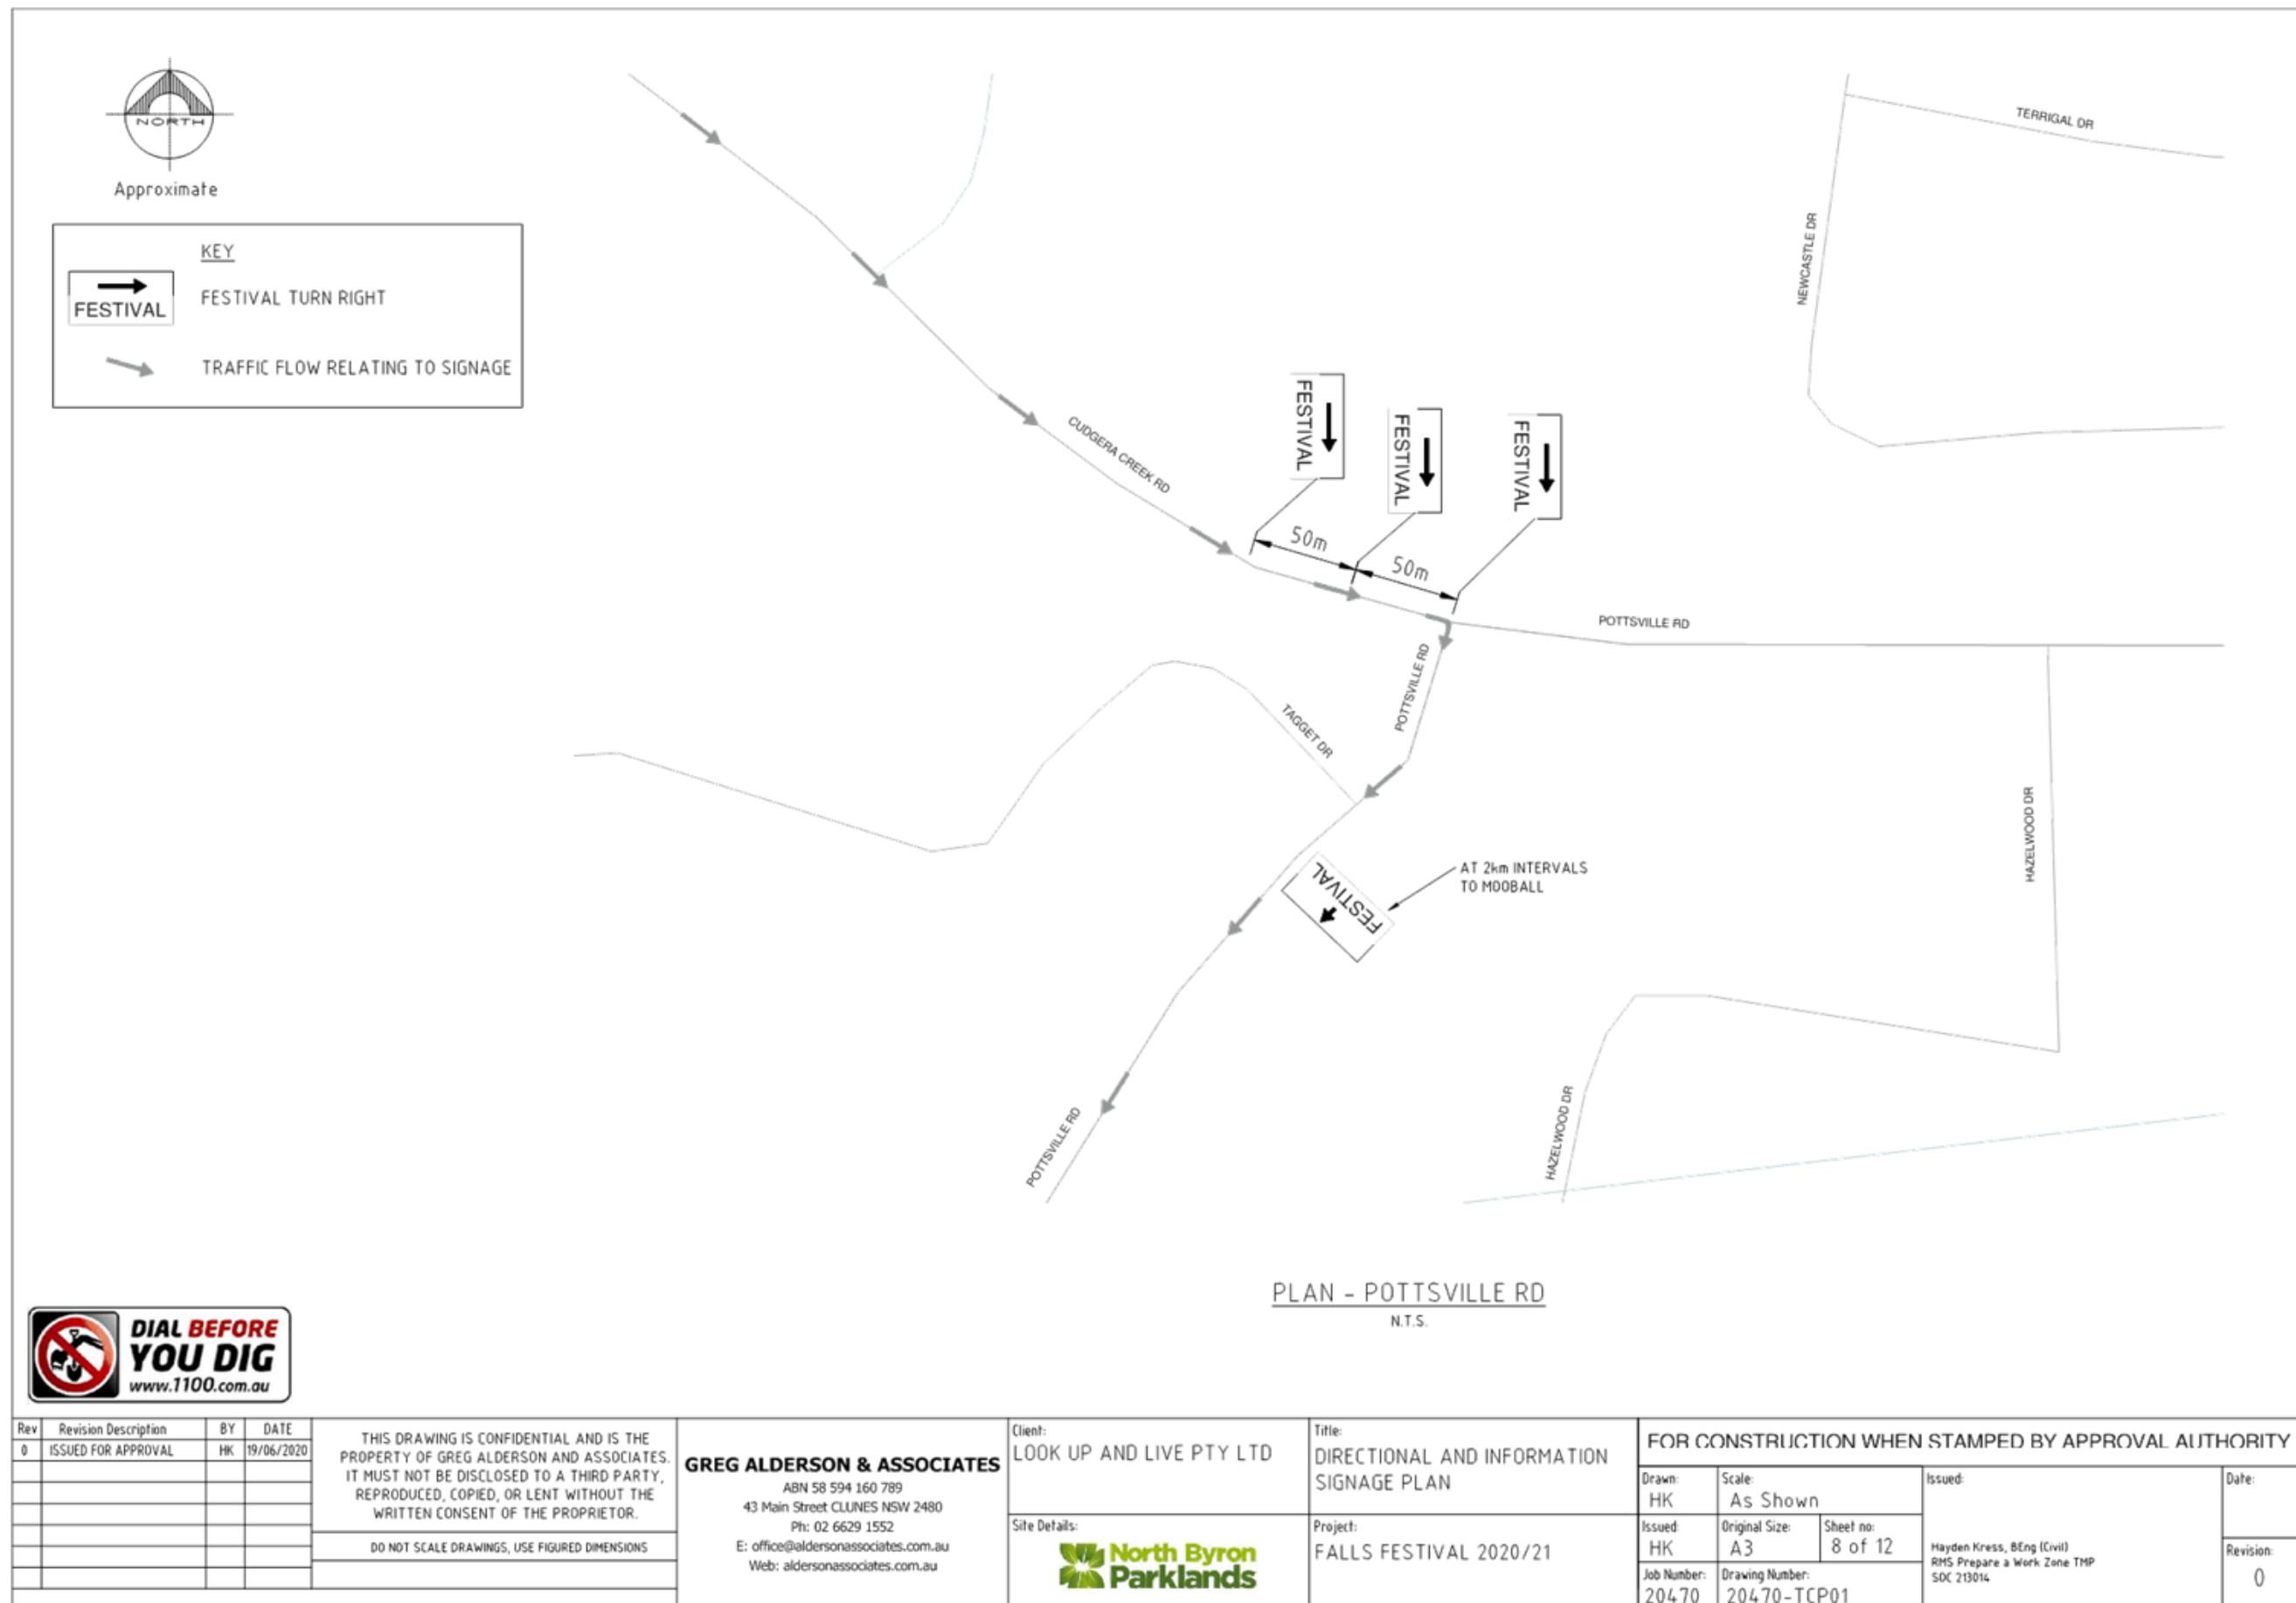 NORTH
Approximate
KEY
FESTIVAL
FESTIVAL TURN RIGHT
TRAFFIC FLOW RELATING TO SIGNAGE
TERRIGAL DR
NEWCASTLE DR
CUDGERA CREEK RD
FESTIVAL
FESTIVAL
FESTIVAL
50m
50m
POTTSVILLE RD
POTTSVILLE RD
TAGGET DR
HAZELWOOD DR
FESTIVAL
AT 2km INTERVALS
TO MOOBALL
POTTSVILLE RD
HAZELWOOD DR
PLAN - POTTSVILLE RD
N.T.S.
DIAL BEFORE
YOU DIG
www.1100.com.au
Rev Revision Description BY DATE
0 ISSUED FOR APPROVAL HK 19/06/2020
THIS DRAWING IS CONFIDENTIAL AND IS THE
PROPERTY OF GREG ALDERSON AND ASSOCIATES.
IT MUST NOT BE DISCLOSED TO A THIRD PARTY,
REPRODUCED, COPIED, OR LENT WITHOUT THE
WRITTEN CONSENT OF THE PROPRIETOR.
DO NOT SCALE DRAWINGS, USE FIGURED DIMENSIONS
GREG ALDERSON & ASSOCIATES
ABN 58 594 160 789
43 Main Street CLUNES NSW 2480
Ph: 02 6629 1552
E: office@aldersonassociates.com.au
Web: aldersonassociates.com.au
Client:
LOOK UP AND LIVE PTY LTD
Site Details:
North Byron
Parklands
Title:
DIRECTIONAL AND INFORMATION
SIGNAGE PLAN
Project:
FALLS FESTIVAL 2020/21
FOR CONSTRUCTION WHEN STAMPED BY APPROVAL AUTHORITY
Drawn:
HK
Scale:
As Shown
Issued:
HK
Original Size:
A3
Sheet no:
8 of 12
Job Number:
20470
Drawing Number:
20470-TCP01
Issued:
Hayden Kress, BEng (Civil)
RMS Prepare a Work Zone TMP
SOC 213014
Date:
Revision:
0